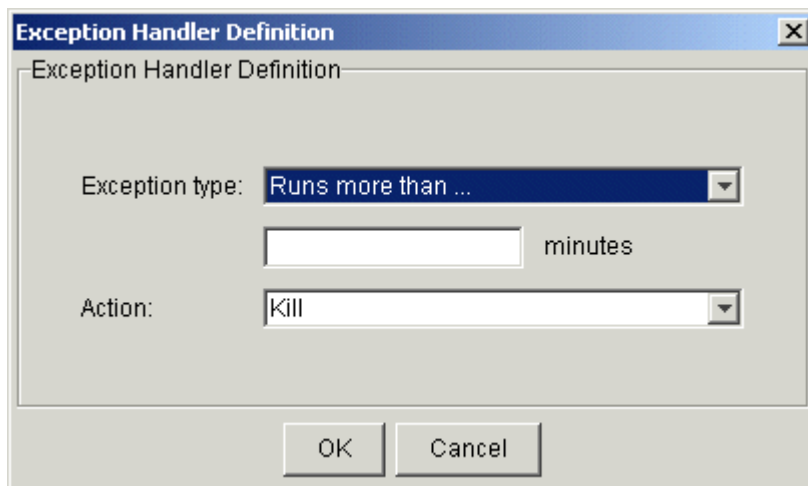 Exception Handler Definition
Exception Handler Definition
Exception type: Runs more than ...
minutes
Action: Kill
OK Cancel